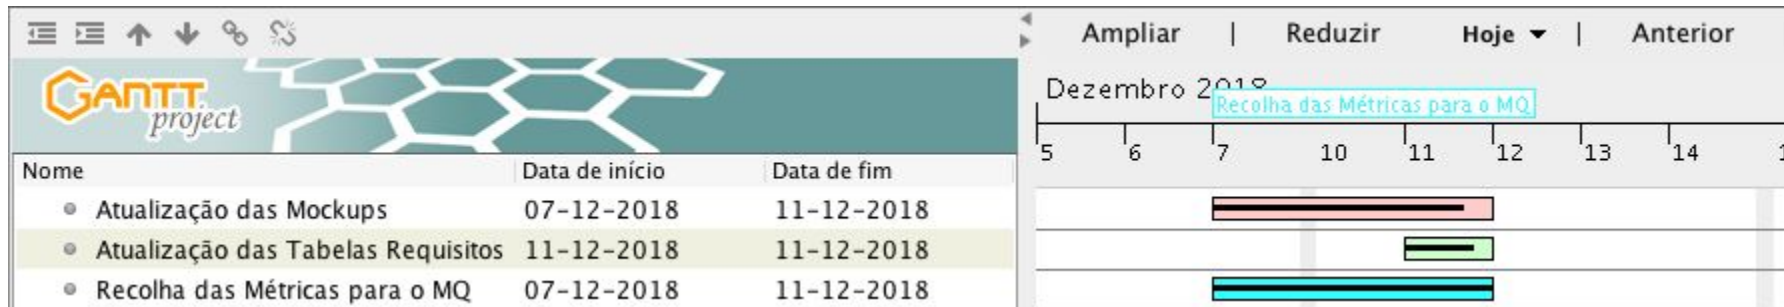 Ampliar | Reduzir Hoje | Anterior
GANTT project
Dezembro 2018
Recolha das Métricas para o MQ
5 6 7 10 11 12 13 14
Nome Data de início Data de fim
Atualização das Mockups 07-12-2018 11-12-2018
Atualização das Tabelas Requisitos 11-12-2018 11-12-2018
Recolha das Métricas para o MQ 07-12-2018 11-12-2018